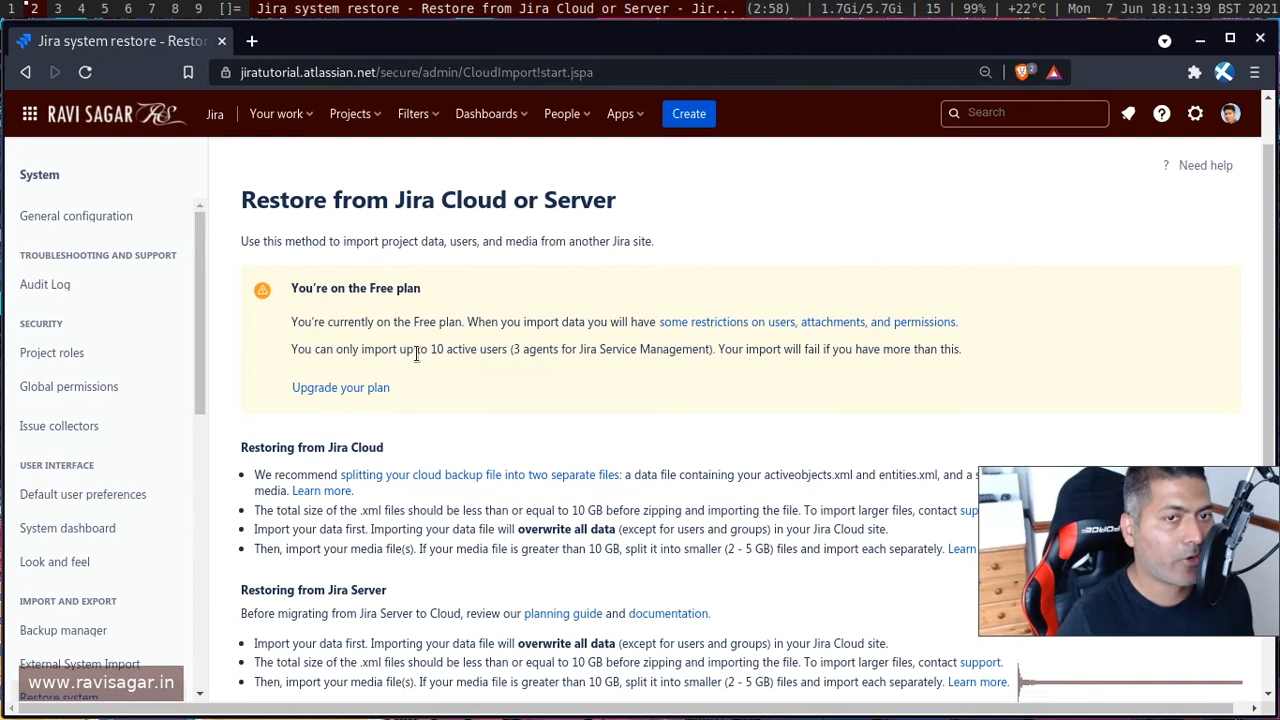 1 2 3 4 5 6 7 8 9 []= Jira system restore - Restore from Jira Cloud or Server - Jir... (2:58) | 1.7Gi/5.7Gi | 15 | 99% | +22°C | Mon 7 Jun 18:11:39 BST 2021
Jira system restore - Resto
jiratutorial.atlassian.net/secure/admin/CloudImport!start.jspa
2
RAVI SAGAR RS Jira Your work Projects Filters Dashboards People Apps Create Search
System
General configuration
TROUBLESHOOTING AND SUPPORT
Audit Log
SECURITY
Project roles
Global permissions
Issue collectors
USER INTERFACE
Default user preferences
System dashboard
Look and feel
IMPORT AND EXPORT
Backup manager
External System Import
Restore system
www.ravisagar.in
? Need help
Restore from Jira Cloud or Server
Use this method to import project data, users, and media from another Jira site.
You're on the Free plan
You're currently on the Free plan. When you import data you will have some restrictions on users, attachments, and permissions.
You can only import up to 10 active users (3 agents for Jira Service Management). Your import will fail if you have more than this.
Upgrade your plan
Restoring from Jira Cloud
• We recommend splitting your cloud backup file into two separate files: a data file containing your activeobjects.xml and entities.xml, and a s
media. Learn more.
• The total size of the .xml files should be less than or equal to 10 GB before zipping and importing the file. To import larger files, contact sup
• Import your data first. Importing your data file will overwrite all data (except for users and groups) in your Jira Cloud site.
• Then, import your media file(s). If your media file is greater than 10 GB, split it into smaller (2 - 5 GB) files and import each separately. Learn
Restoring from Jira Server
Before migrating from Jira Server to Cloud, review our planning guide and documentation.
• Import your data first. Importing your data file will overwrite all data (except for users and groups) in your Jira Cloud site.
• The total size of the .xml files should be less than or equal to 10 GB before zipping and importing the file. To import larger files, contact support.
• Then, import your media file(s). If your media file is greater than 10 GB, split it into smaller (2 - 5 GB) files and import each separately. Learn more.
FORCE